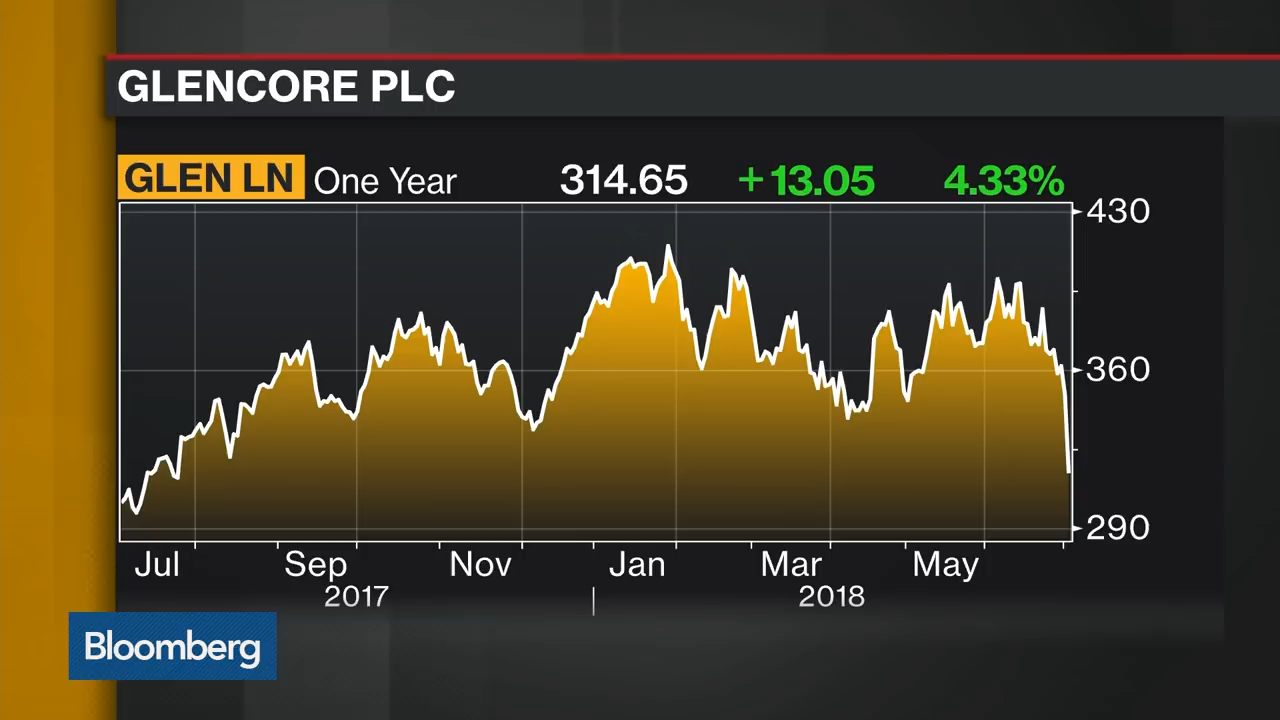 GLENCORE PLC
GLEN LN One Year 314.65 +13.05 4.33%
430
360
290
Jul Sep Nov Jan Mar May
2017 2018
Bloomberg